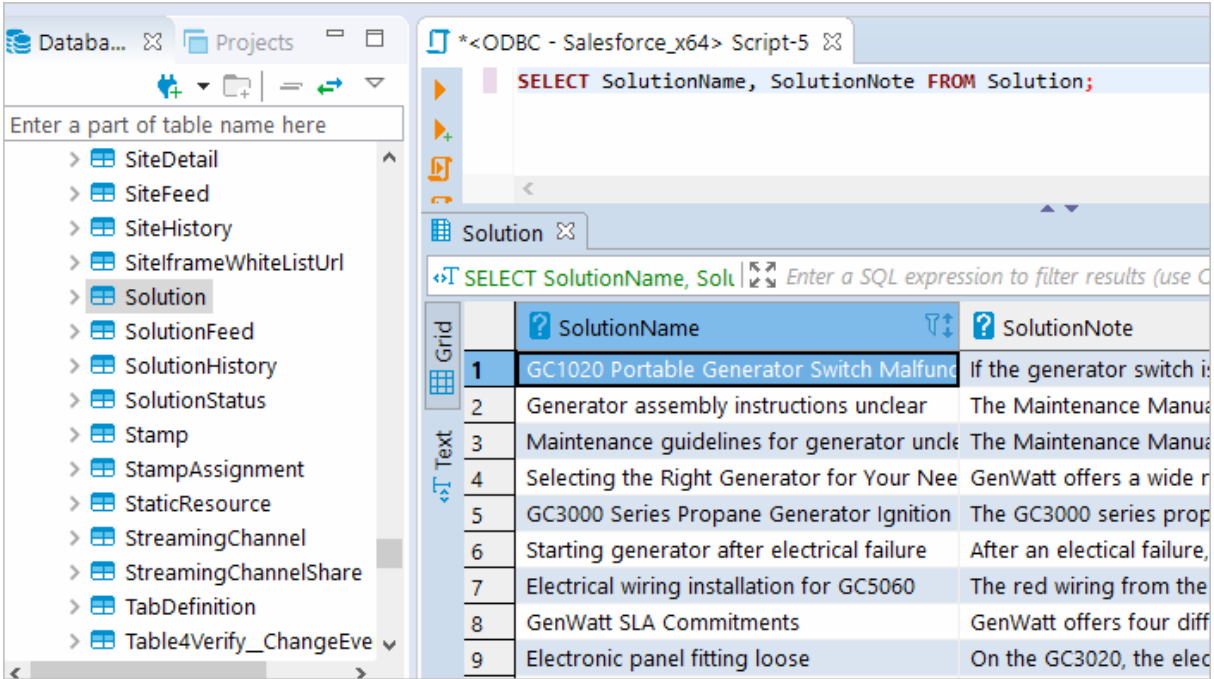 Databa...
Projects
Enter a part of table name here
SiteDetail
SiteFeed
SiteHistory
SiteIframeWhiteListUrl
Solution
SolutionFeed
SolutionHistory
SolutionStatus
Stamp
StampAssignment
StaticResource
StreamingChannel
StreamingChannelShare
TabDefinition
Table4Verify__ChangeEve
*<ODBC - Salesforce_x64> Script-5
SELECT SolutionName, SolutionNote FROM Solution;
Solution
SELECT SolutionName, Solu Enter a SQL expression to filter results (use C
Grid
Text
SolutionName SolutionNote
1 GC1020 Portable Generator Switch Malfunc If the generator switch is
2 Generator assembly instructions unclear The Maintenance Manua
3 Maintenance guidelines for generator uncle The Maintenance Manua
4 Selecting the Right Generator for Your Nee GenWatt offers a wide r
5 GC3000 Series Propane Generator Ignition The GC3000 series prop
6 Starting generator after electrical failure After an electical failure,
7 Electrical wiring installation for GC5060 The red wiring from the
8 GenWatt SLA Commitments GenWatt offers four diff
9 Electronic panel fitting loose On the GC3020, the elec